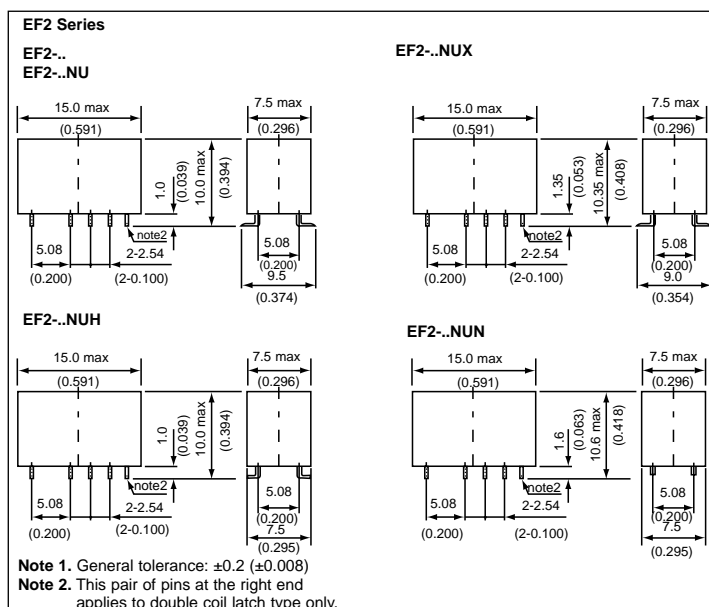 EF2 Series
EF2-..
EF2-..NU
15.0 max
(0.591)
7.5 max
(0.296)
1.0
(0.039)
10.0 max
(0.394)
note2
5.08
(0.200)
2-2.54
(2-0.100)
5.08
(0.200)
9.5
(0.374)
EF2-..NUX
15.0 max
(0.591)
7.5 max
(0.296)
1.35
(0.053)
10.35 max
(0.408)
note2
5.08
(0.200)
2-2.54
(2-0.100)
5.08
(0.200)
9.0
(0.354)
EF2-..NUH
15.0 max
(0.591)
7.5 max
(0.296)
1.0
(0.039)
10.0 max
(0.394)
note2
5.08
(0.200)
2-2.54
(2-0.100)
5.08
(0.200)
7.5
(0.295)
EF2-..NUN
15.0 max
(0.591)
7.5 max
(0.296)
1.6
(0.063)
10.6 max
(0.418)
note2
5.08
(0.200)
2-2.54
(2-0.100)
5.08
(0.200)
7.5
(0.295)
Note 1. General tolerance: ±0.2 (±0.008)
Note 2. This pair of pins at the right end
applies to double coil latch type only.